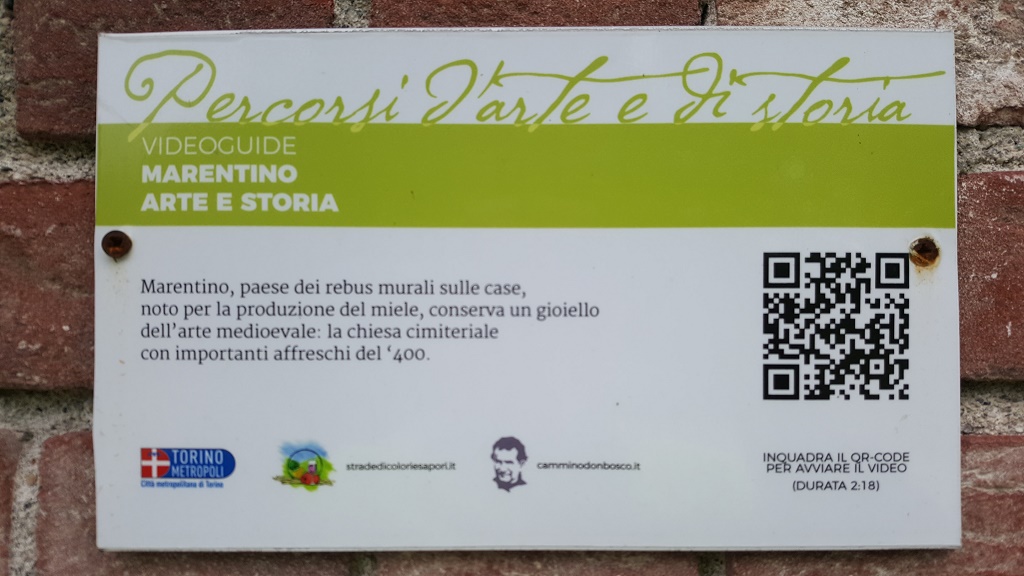 Percorsi d'arte e di storia
VIDEOGUIDE
MARENTINO
ARTE E STORIA
Marentino, paese dei rebus murali sulle case,
noto per la produzione del miele, conserva un gioiello
dell'arte medioevale: la chiesa cimiteriale
con importanti affreschi del '400.
TORINO
METROPOLI
Città metropolitana di Torino
stradedicoloriesapori.it
camminodonbosco.it
INQUADRA IL QR-CODE
PER AVVIARE IL VIDEO
(DURATA 2:18)